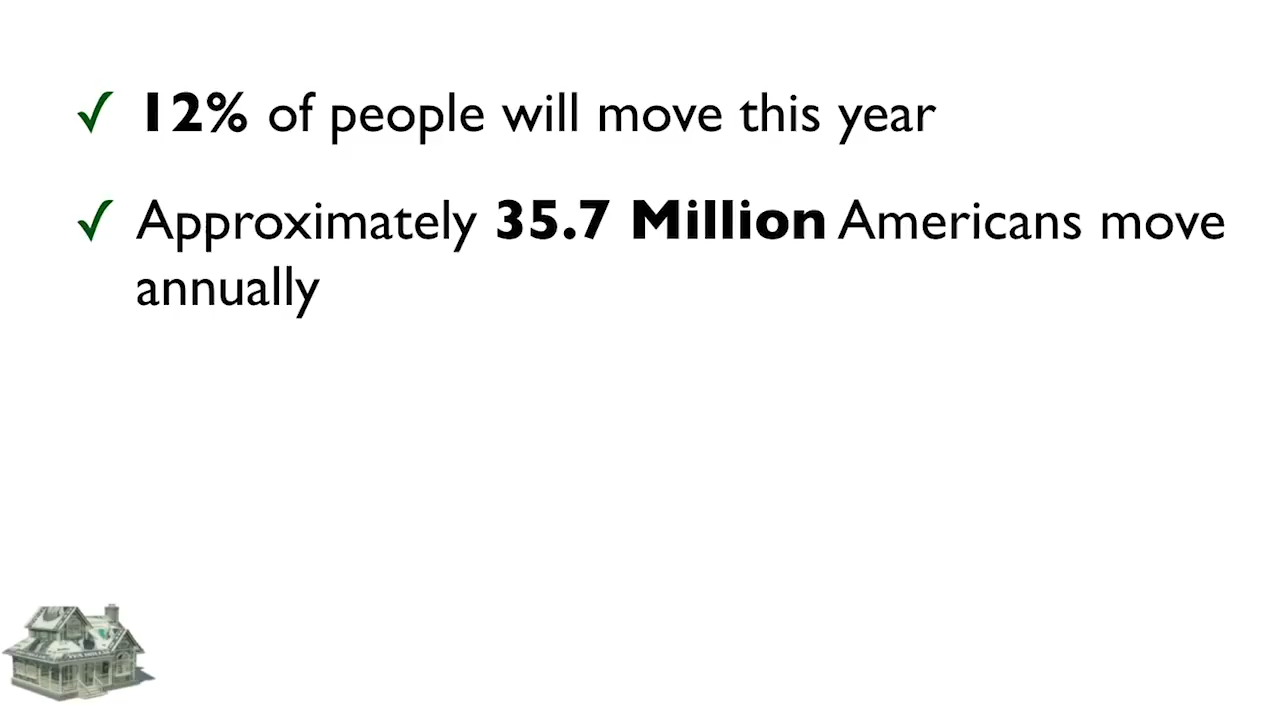 ✓ 12% of people will move this year
✓ Approximately 35.7 Million Americans move
annually